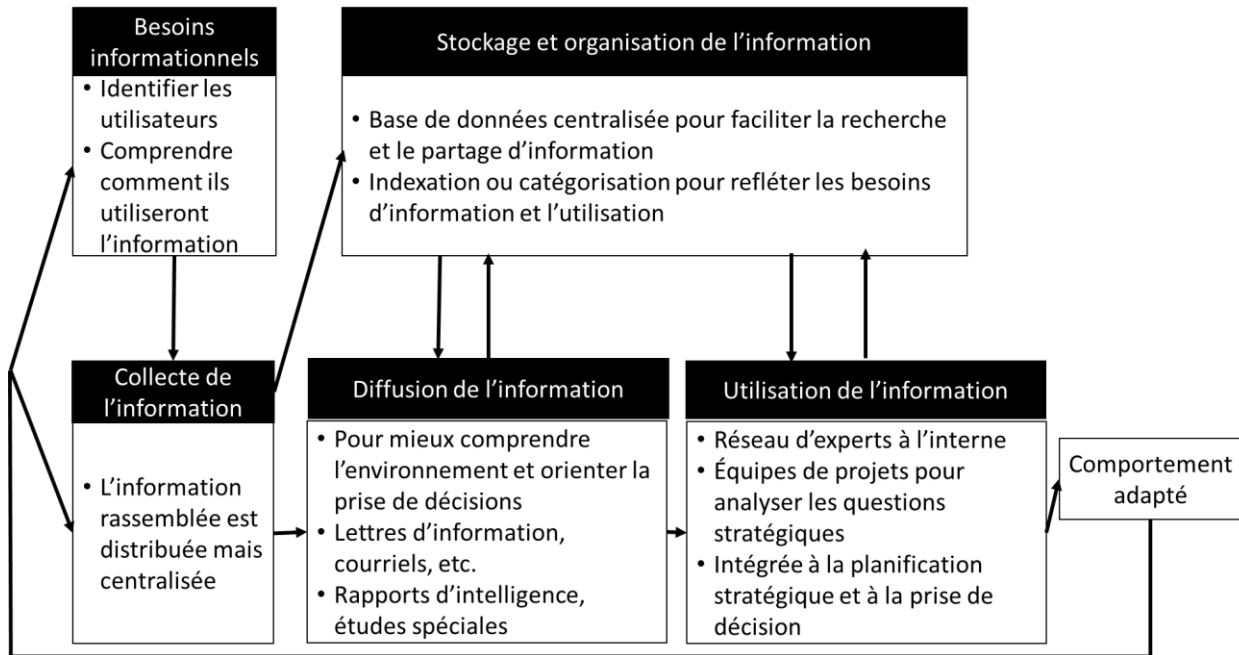 Besoins
informationnels
• Identifier les
utilisateurs
• Comprendre
comment ils
utiliseront
l’information
Stockage et organisation de l’information
• Base de données centralisée pour faciliter la recherche
et le partage d’information
• Indexation ou catégorisation pour refléter les besoins
d’information et l’utilisation
Collecte de
l’information
• L’information
rassemblée est
distribuée mais
centralisée
Diffusion de l’information
• Pour mieux comprendre
l’environnement et orienter la
prise de décisions
• Lettres d’information,
courriels, etc.
• Rapports d’intelligence,
études spéciales
Utilisation de l’information
• Réseau d’experts à l’interne
• Équipes de projets pour
analyser les questions
stratégiques
• Intégrée à la planification
stratégique et à la prise de
décision
Comportement
adapté